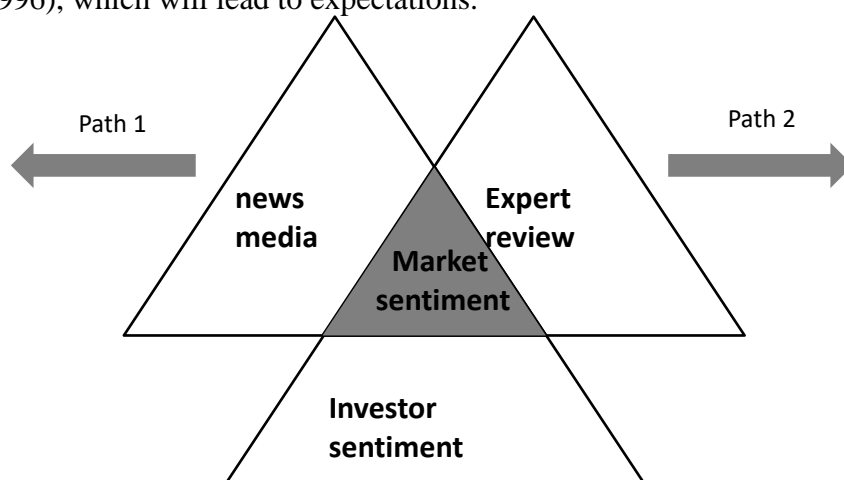 996), which will lead to expectations.
Path 1
Path 2
news
media
Expert
review
Market
sentiment
Investor
sentiment